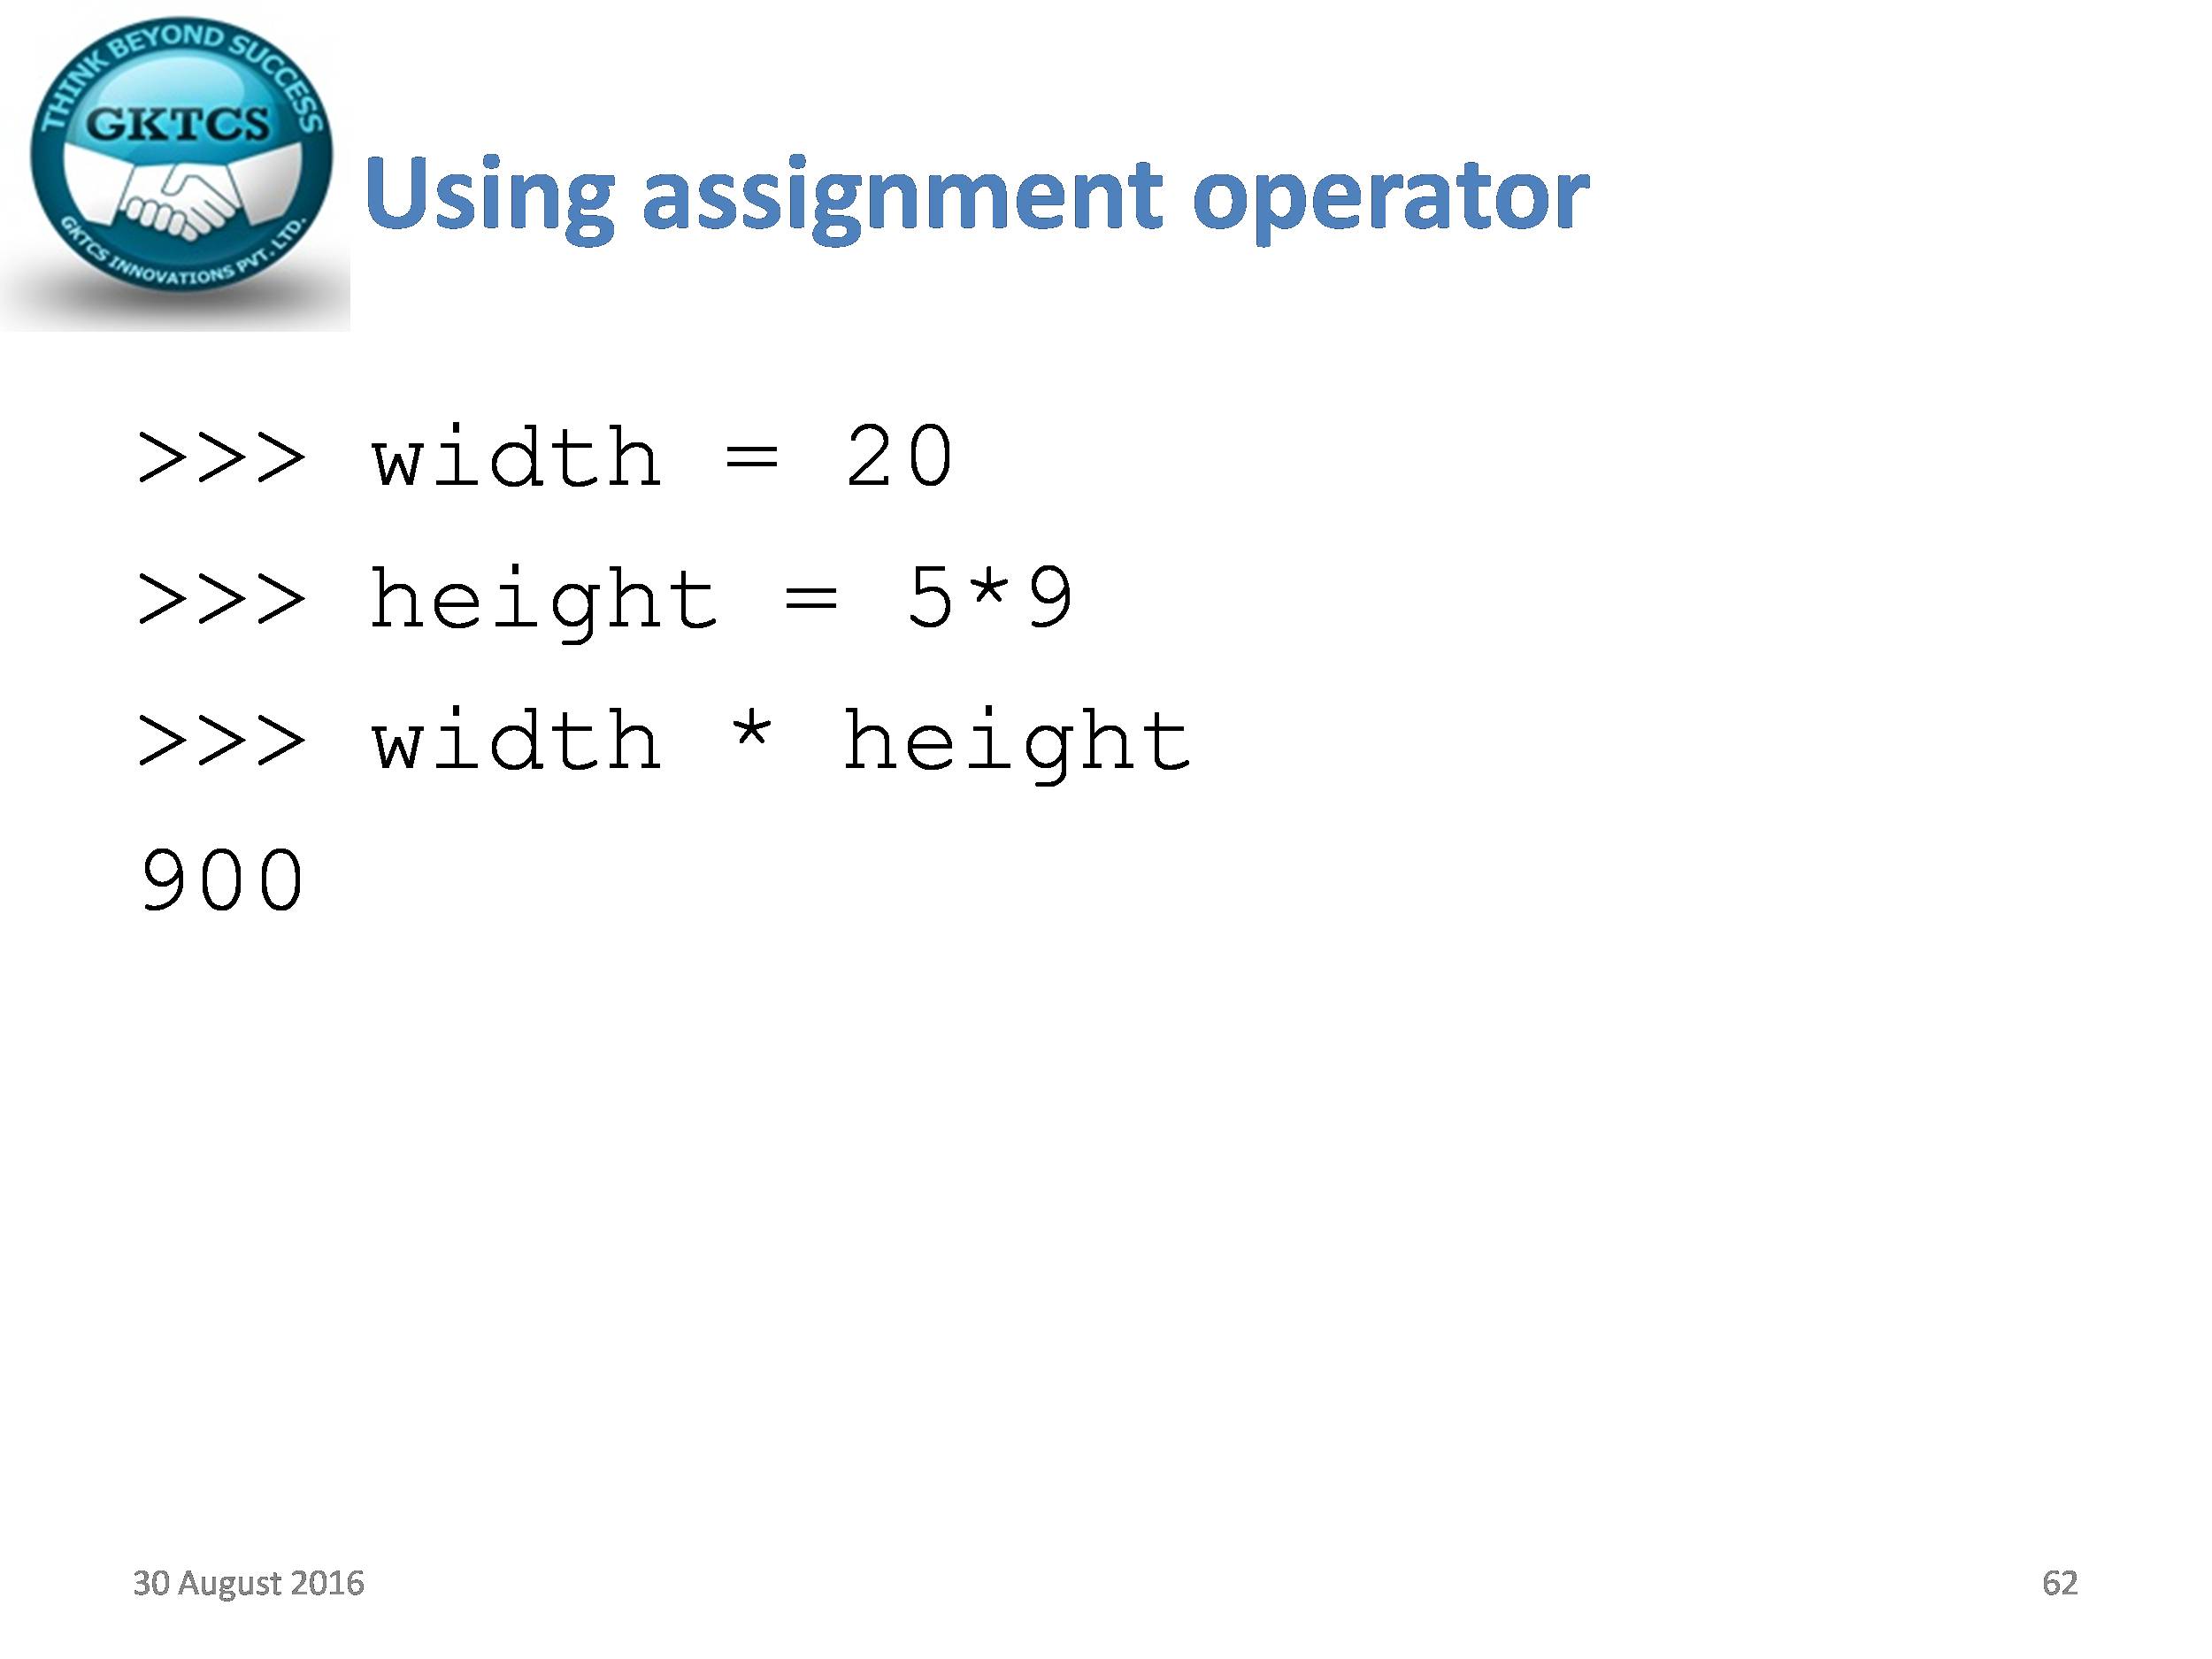 THINK BEYOND SUCCESS
GKTCS
GKTCS INNOVATIONS PVT. LTD.
Using assignment operator
>>> width = 20
>>> height = 5*9
>>> width * height
900
30 August 2016
62